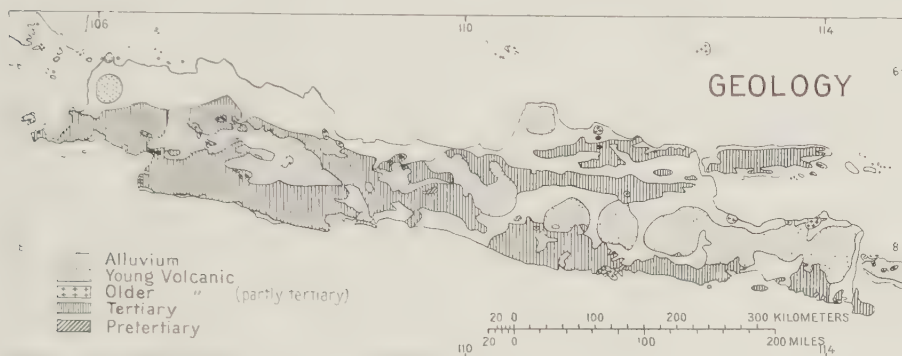 106 110 114
6
GEOLOGY
8
Alluvium
Young Volcanic
Older " (partly tertiary)
Tertiary
Pretertiary
20 0 100 200 300 KILOMETERS
20 0 100 200 MILES
110 114